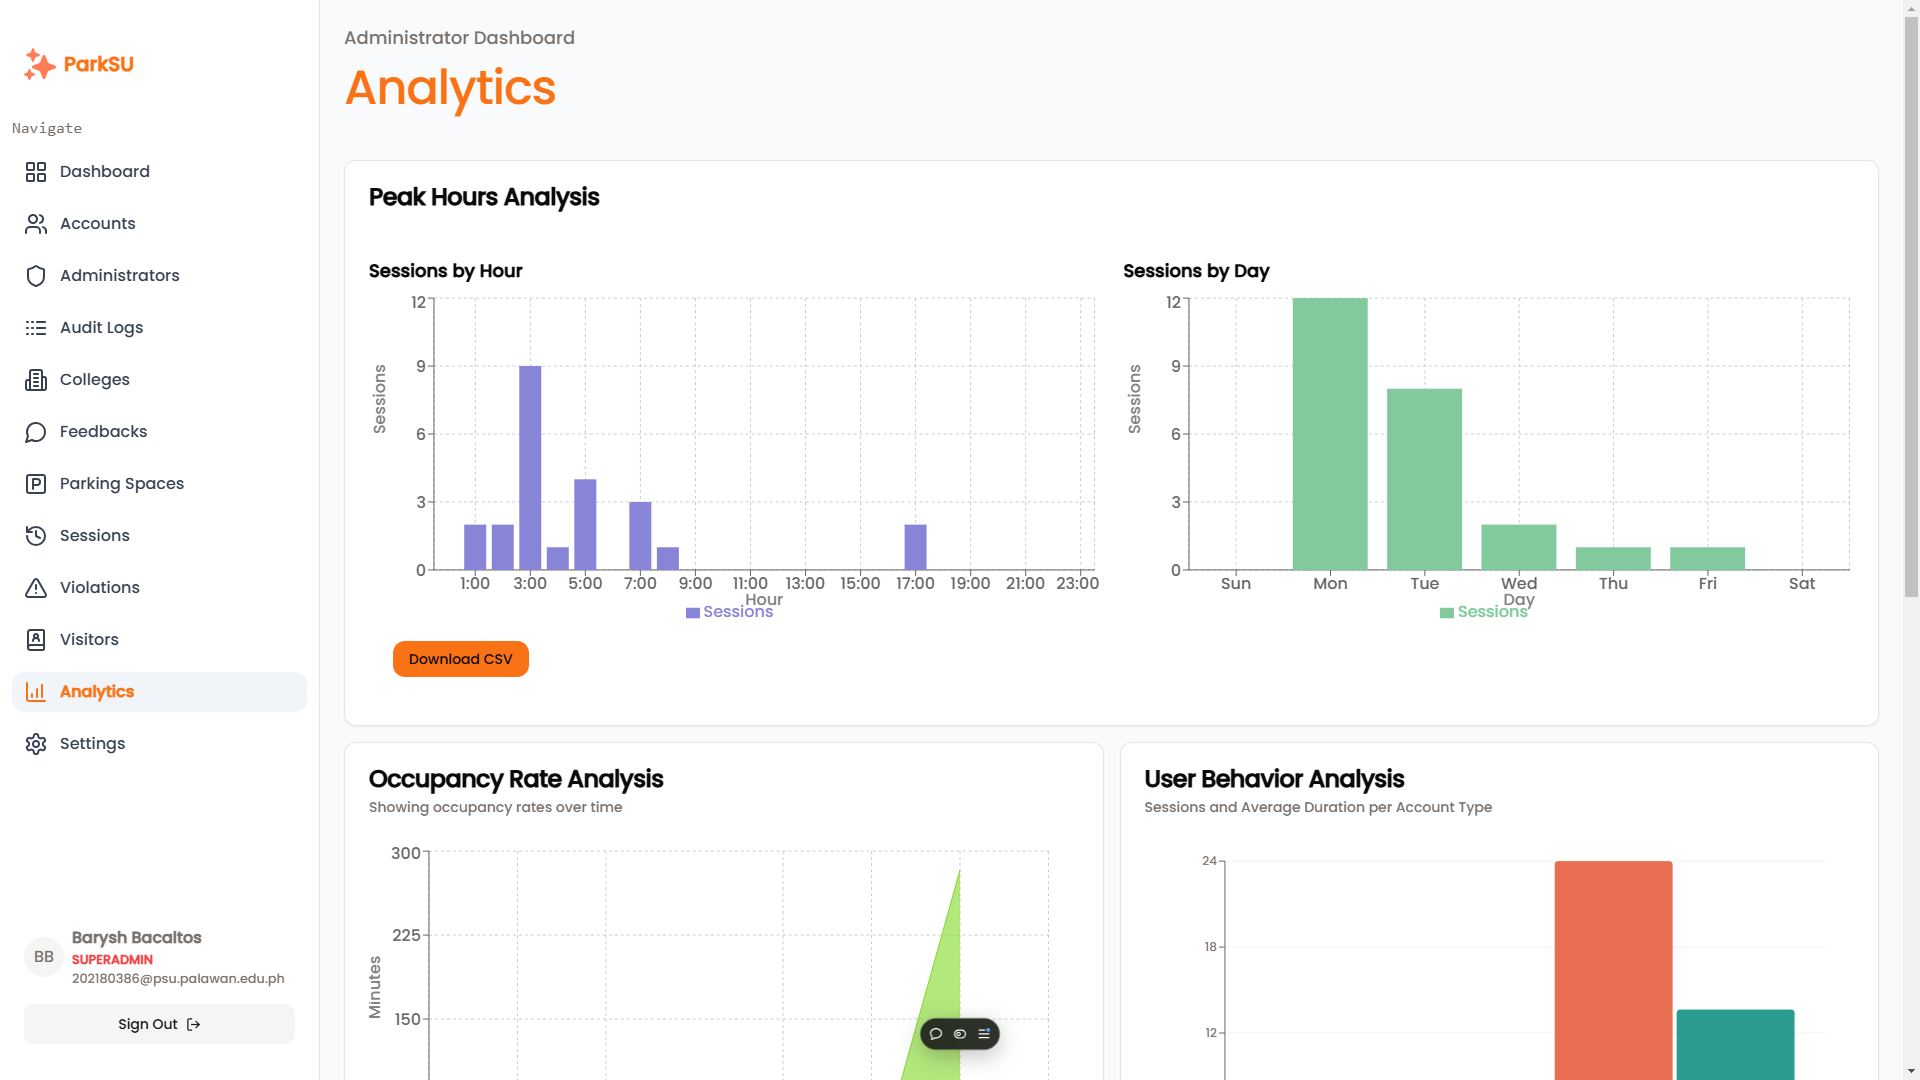 ParkSU
Navigate
Dashboard
Accounts
Administrators
Audit Logs
Colleges
Feedbacks
Parking Spaces
Sessions
Violations
Visitors
Analytics
Settings
BB
Barysh Bacaltos
SUPERADMIN
202180386@psu.palawan.edu.ph
Sign Out
Administrator Dashboard
Analytics
Peak Hours Analysis
Sessions by Hour
12
9
6
3
0
Sessions
1:00 3:00 5:00 7:00 9:00 11:00 13:00 15:00 17:00 19:00 21:00 23:00
Hour
Sessions
Sessions by Day
12
9
6
3
0
Sessions
Sun Mon Tue Wed Thu Fri Sat
Day
Sessions
Download CSV
Occupancy Rate Analysis
Showing occupancy rates over time
300
225
150
Minutes
User Behavior Analysis
Sessions and Average Duration per Account Type
24
18
12